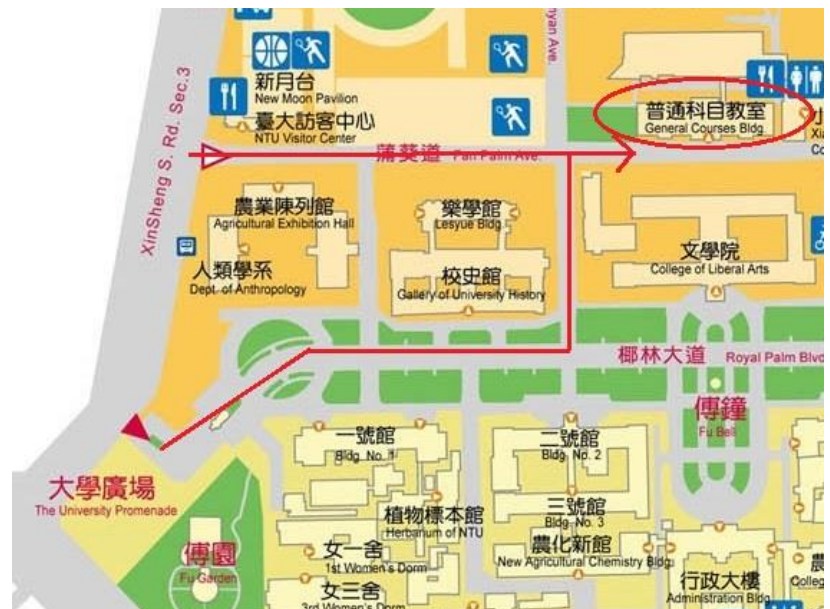 XinSheng S. Rd. Sec.3
新月台
New Moon Pavilion
臺大訪客中心
NTU Visitor Center
普通科目教室
General Courses Bldg.
小
Xia
Co
蒲葵道 Fan Palm Ave.
農業陳列館
Agricultural Exhibition Hall
樂學館
Lesyue Bldg.
文學院
College of Liberal Arts
人類學系
Dept. of Anthropology
校史館
Gallery of University History
椰林大道 Royal Palm Blvd
傅鐘
Fu Bell
一號館
Bldg. No. 1
二號館
Bldg. No. 2
大學廣場
The University Promenade
植物標本館
Herbarium of NTU
三號館
Bldg. No. 3
傅園
Fu Garden
女一舍
1st Women's Dorm
農化新館
New Agricultural Chemistry Bldg.
行政大樓
Administration Bldg.
農
College
女三舍
3rd Women's Dorm